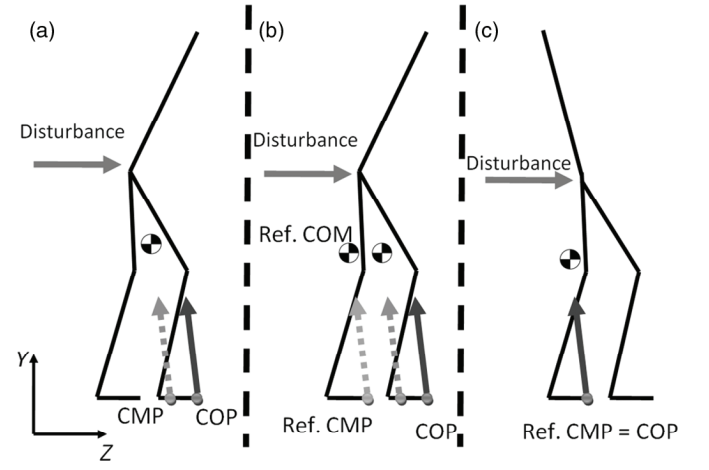 (a)
(b)
(c)
Disturbance
Disturbance
Disturbance
Ref. COM
Y
Z
CMP
COP
Ref. CMP
COP
Ref. CMP = COP